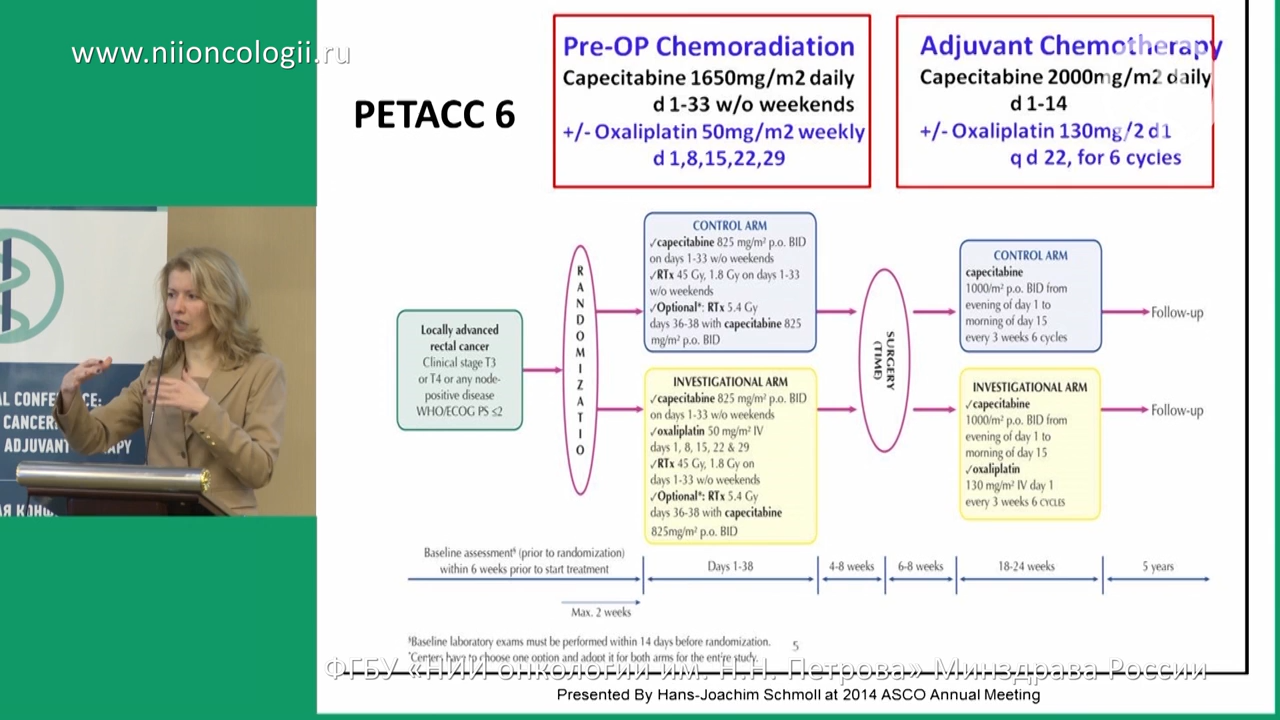 www.niioncologii.ru
PETACC 6
Pre-OP Chemoradiation
Capecitabine 1650mg/m2 daily
d 1-33 w/o weekends
+/- Oxaliplatin 50mg/m2 weekly
d 1,8,15,22,29
Adjuvant Chemotherapy
Capecitabine 2000mg/m2 daily
d 1-14
+/- Oxaliplatin 130mg/2 d1
q d 22, for 6 cycles
Locally advanced
rectal cancer
Clinical stage T3
or T4 or any node-
positive disease
WHO/ECOG PS ≤2
RANDOMIZATIO
CONTROL ARM
✓capecitabine 825 mg/m² p.o. BID
on days 1-33 w/o weekends
✓RTx 45 Gy, 1.8 Gy on days 1-33
w/o weekends
✓Optional*: RTx 5.4 Gy
days 36-38 with capecitabine 825
mg/m² p.o. BID
INVESTIGATIONAL ARM
✓capecitabine 825 mg/m² p.o. BID
on days 1-33 w/o weekends
✓oxaliplatin 50 mg/m² IV
days 1, 8, 15, 22 & 29
✓RTx 45 Gy, 1.8 Gy on
days 1-33 w/o weekends
✓Optional*: RTx 5.4 Gy
days 36-38 with capecitabine
825mg/m² p.o. BID
SURGERY
(TIME)
CONTROL ARM
capecitabine
1000/m² p.o. BID from
evening of day 1 to
morning of day 15
every 3 weeks 6 cycles
Follow-up
INVESTIGATIONAL ARM
✓capecitabine
1000/m² p.o. BID from
evening of day 1 to
morning of day 15
✓oxaliplatin
130 mg/m² IV day 1
every 3 weeks 6 CYCLES
Follow-up
Baseline assessment§ (prior to randomization)
within 6 weeks prior to start treatment
Days 1-38
4-8 weeks
6-8 weeks
18-24 weeks
5 years
Max. 2 weeks
§Baseline laboratory exams must be performed within 14 days before randomization.
*Centers have to choose one option and adopt it for both arms for the entire study.
5
ФГБУ «НИИ онкологии им. Н.Н. Петрова» Минздрава России
Presented By Hans-Joachim Schmoll at 2014 ASCO Annual Meeting
AL CONFE CE:
CANCER
ADJUVANT APY